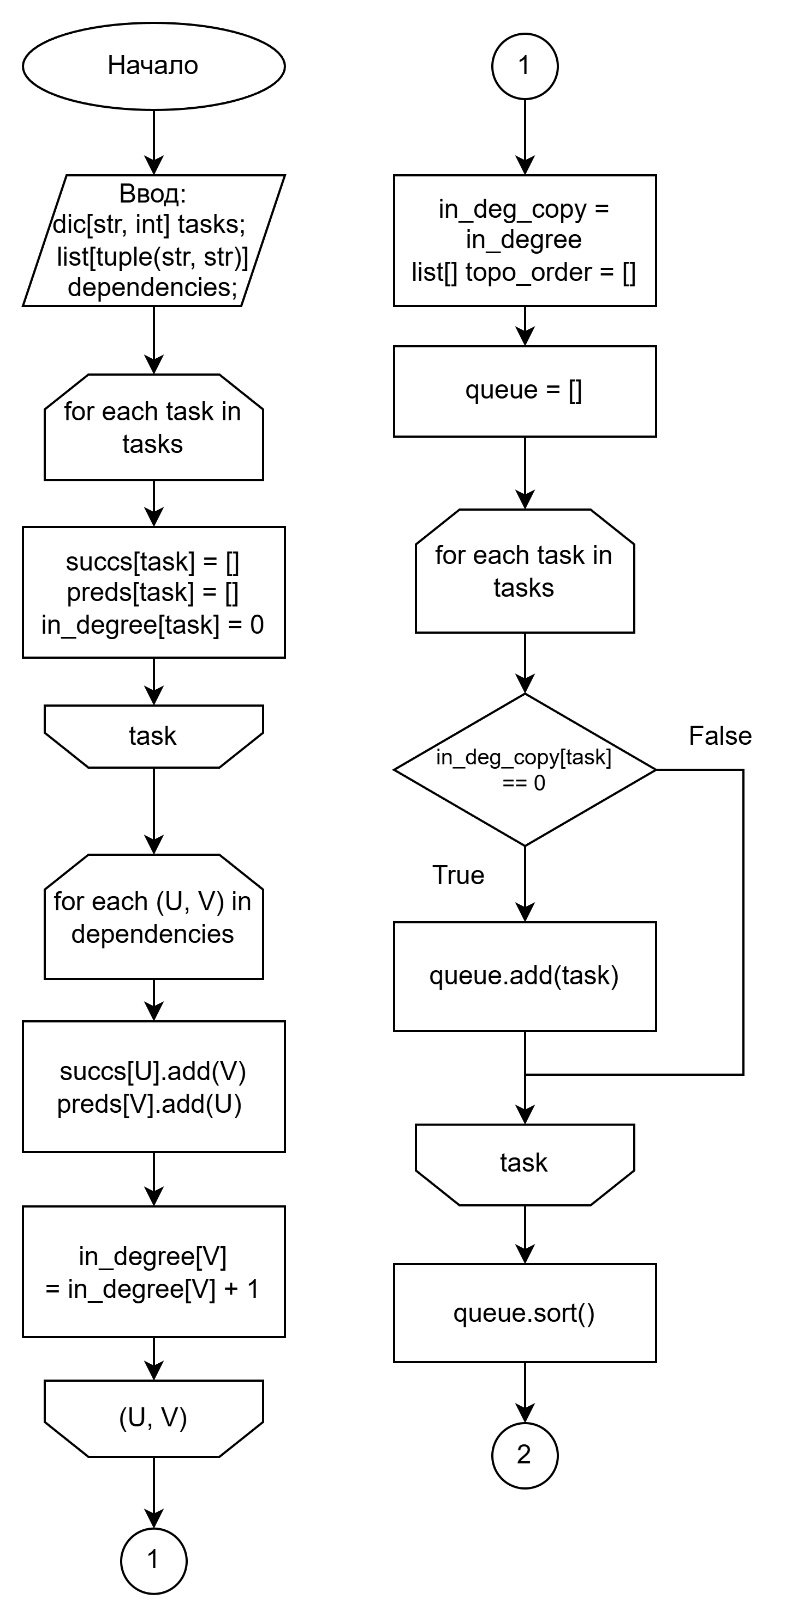 Начало
Ввод:
dic[str, int] tasks;
list[tuple(str, str)]
dependencies;
for each task in
tasks
succs[task] = []
preds[task] = []
in_degree[task] = 0
task
for each (U, V) in
dependencies
succs[U].add(V)
preds[V].add(U)
in_degree[V]
= in_degree[V] + 1
(U, V)
1
1
in_deg_copy =
in_degree
list[] topo_order = []
queue = []
for each task in
tasks
in_deg_copy[task]
== 0
False
True
queue.add(task)
task
queue.sort()
2